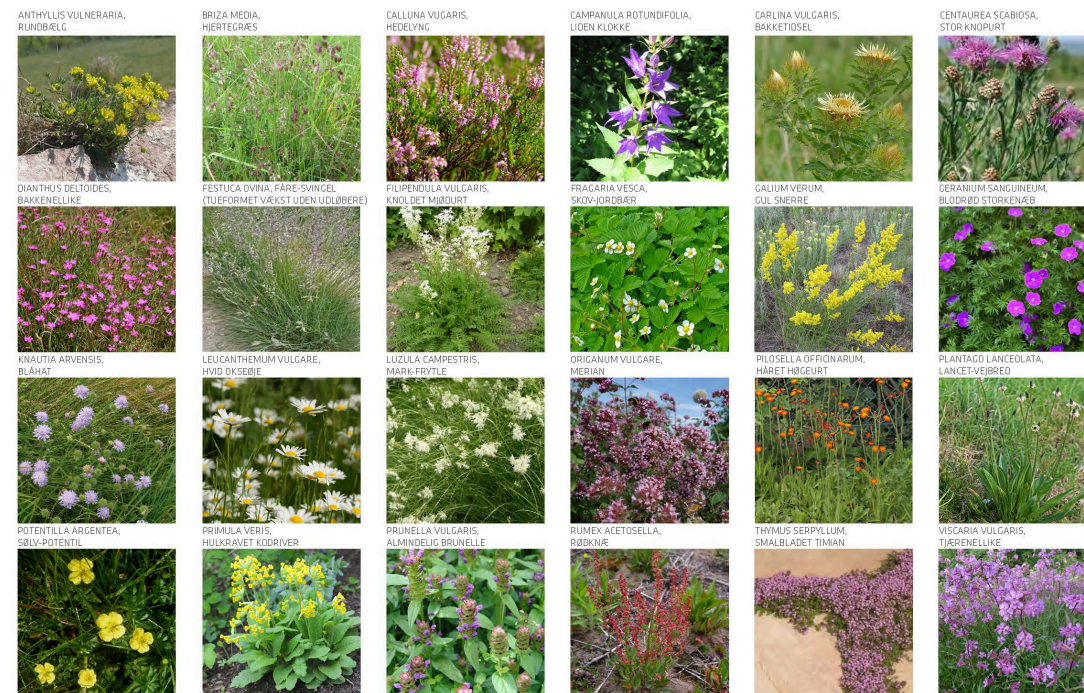 ANTHYLLIS VULNERARIA,
RUNDBÆLG
BRIZA MEDIA,
HJERTEGRÆS
CALLUNA VUGARIS,
HEDELYNG
CAMPANULA ROTUNDIFOLIA,
LIDEN KLOKKE
CARLINA VULGARIS,
BAKKETIDSEL
CENTAUREA SCABIOSA,
STOR KNOPURT
DIANTHUS DELTOIDES,
BAKKENELLIKE
FESTUCA OVINA, FÅRE-SVINGEL
(TUEFORMET VÆKST UDEN UDLØBERE)
FILIPENDULA VULGARIS,
KNOLDET MJØDURT
FRAGARIA VESCA,
SKOV-JORDBÆR
GALIUM VERUM,
GUL SNERRE
GERANIUM SANGUINEUM,
BLODRØD STORKENÆB
KNAUTIA ARVENSIS,
BLÅHAT
LEUCANTHEMUM VULGARE,
HVID OKSEØJE
LUZULA CAMPESTRIS,
MARK-FRYTLE
ORIGANUM VULGARE,
MERIAN
PILOSELLA OFFICINARUM,
HÅRET HØGEURT
PLANTAGO LANCEOLATA,
LANCET-VEJBRED
POTENTILLA ARGENTEA,
SØLV-POTENTIL
PRIMULA VERIS,
HULKRAVET KODRIVER
PRUNELLA VULGARIS,
ALMINDELIG BRUNELLE
RUMEX ACETOSELLA,
RØDKNÆ
THYMUS SERPYLLUM,
SMALBLADET TIMIAN
VISCARIA VULGARIS,
TJÆRENELLIKE